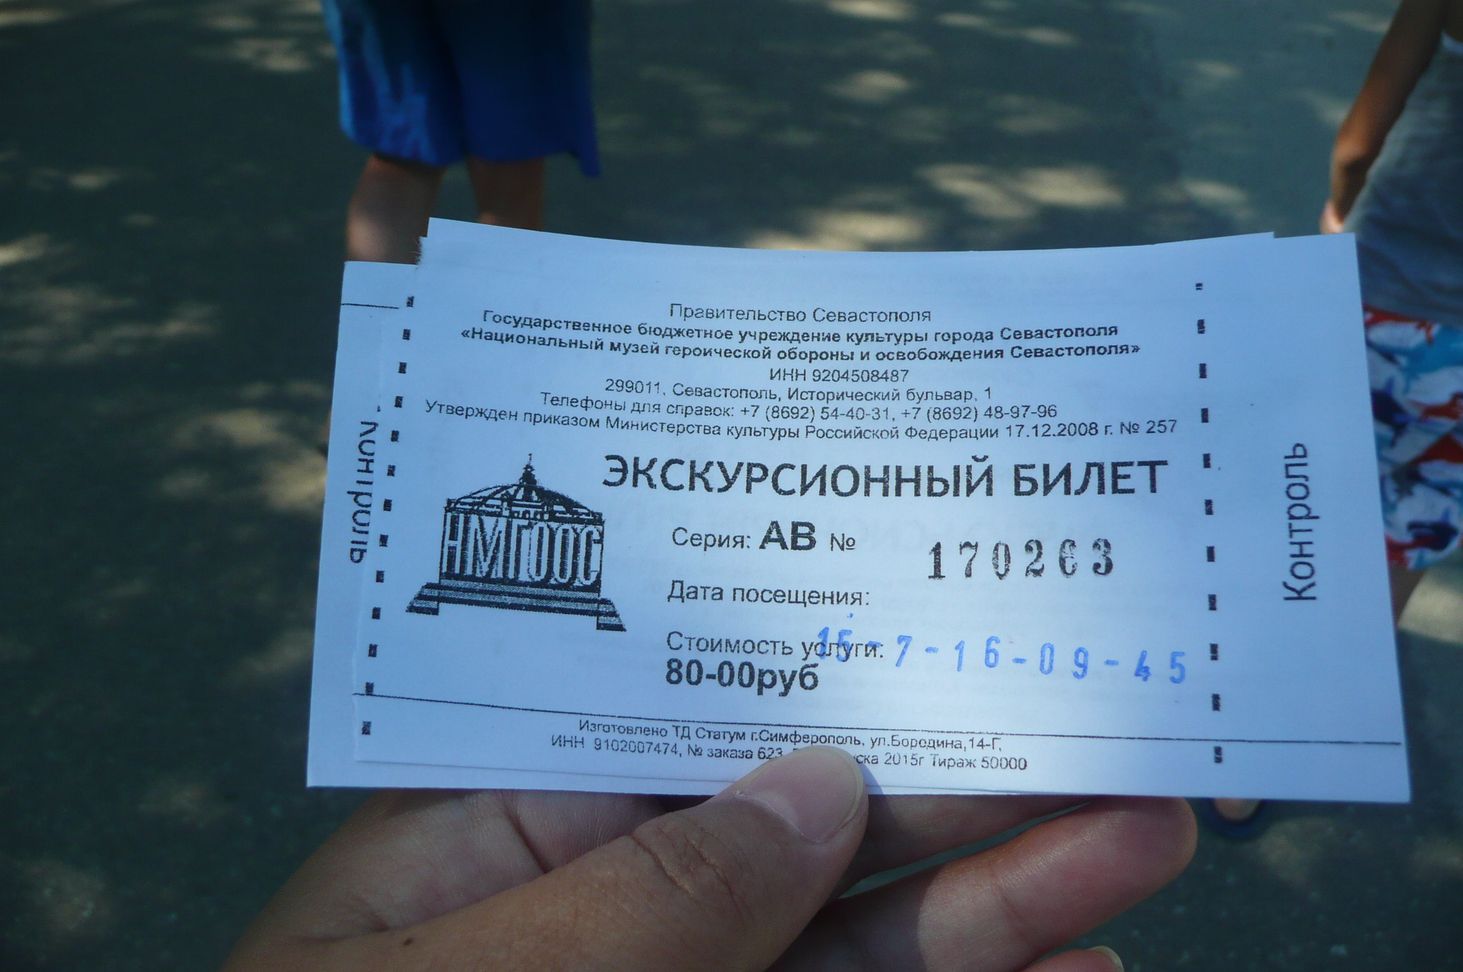 Правительство Севастополя
Государственное бюджетное учреждение культуры города Севастополя
«Национальный музей героической обороны и освобождения Севастополя»
ИНН 9204508487
299011, Севастополь, Исторический бульвар, 1
Телефоны для справок: +7 (8692) 54-40-31, +7 (8692) 48-97-96
Утвержден приказом Министерства культуры Российской Федерации 17.12.2008 г. № 257
ЭКСКУРСИОННЫЙ БИЛЕТ
НМГООС
Серия: АВ № 170263
Дата посещения:
Стоимость услуги:
15-7-16-09-45
80-00руб
Изготовлено ТД Статум г.Симферополь, ул.Бородина,14-Г,
ИНН 9102007474, № заказа 623, 2015г Тираж 50000
Контроль
Контроль